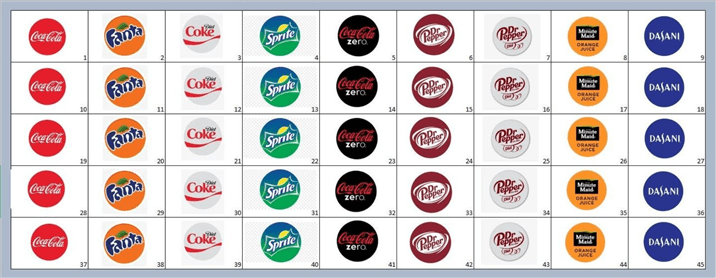 Coca-Cola 1
Fanta 2
Diet Coke 3
Sprite 4
Coca-Cola zero. 5
Dr Pepper 6
Dr Pepper 7
Minute Maid ORANGE JUICE 8
DASANI 9
Coca-Cola 10
Fanta 11
Diet Coke 12
Sprite 13
Coca-Cola zero. 14
Dr Pepper 15
Dr Pepper 16
Minute Maid ORANGE JUICE 17
DASANI 18
Coca-Cola 19
Fanta 20
Diet Coke 21
Sprite 22
Coca-Cola zero. 23
Dr Pepper 24
Dr Pepper 25
Minute Maid ORANGE JUICE 26
DASANI 27
Coca-Cola 28
Fanta 29
Diet Coke 30
Sprite 31
Coca-Cola zero. 32
Dr Pepper 33
Dr Pepper 34
Minute Maid ORANGE JUICE 35
DASANI 36
Coca-Cola 37
Fanta 38
Diet Coke 39
Sprite 40
Coca-Cola zero. 41
Dr Pepper 42
Dr Pepper 43
Minute Maid ORANGE JUICE 44
DASANI 45